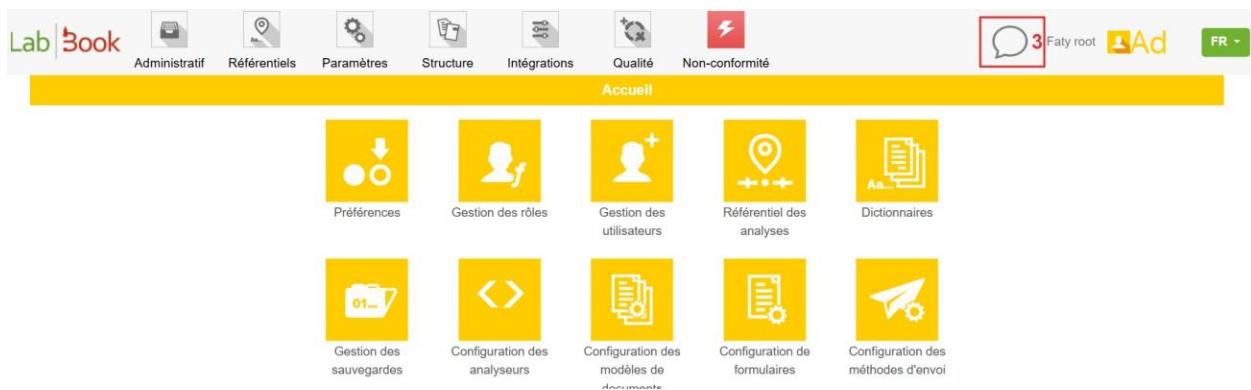 Lab Book
Administratif Référentiels Paramètres Structure Intégrations Qualité Non-conformité
3 Faty root Ad FR
Accueil
Préférences Gestion des rôles Gestion des utilisateurs Référentiel des analyses Aa... Dictionnaires
01... Gestion des sauvegardes Configuration des analyseurs Configuration des modèles de documents Configuration de formulaires Configuration des méthodes d'envoi